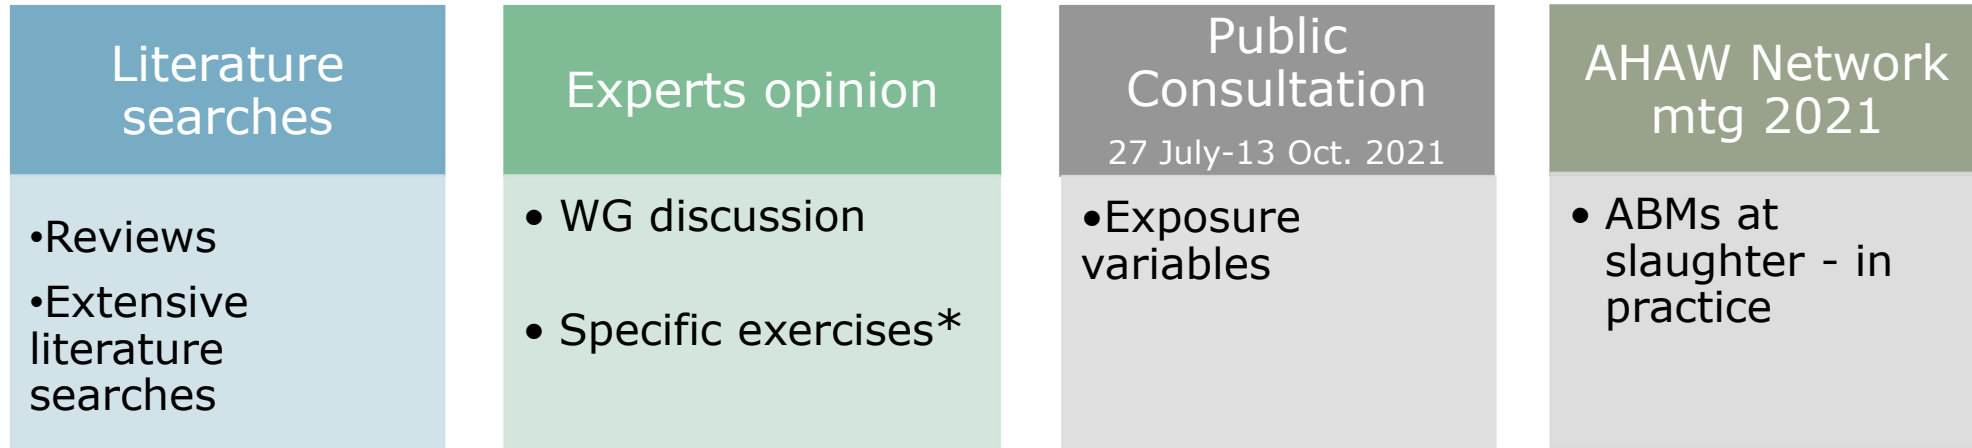 Literature
searches
•Reviews
•Extensive
literature
searches
Experts opinion
• WG discussion
• Specific exercises*
Public
Consultation
27 July-13 Oct. 2021
•Exposure
variables
AHAW Network
mtg 2021
• ABMs at
slaughter - in
practice